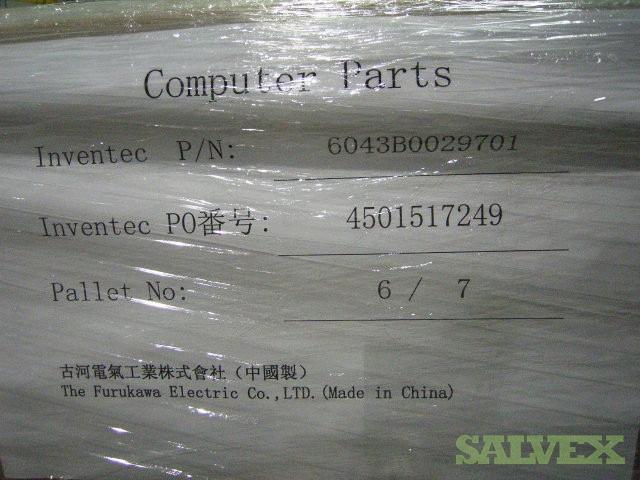 Computer Parts
Inventec P/N: 6043B0029701
Inventec PO番号: 4501517249
Pallet No: 6 / 7
古河電氣工業株式會社（中國製）
The Furukawa Electric Co.,LTD.(Made in China)
SALVEX